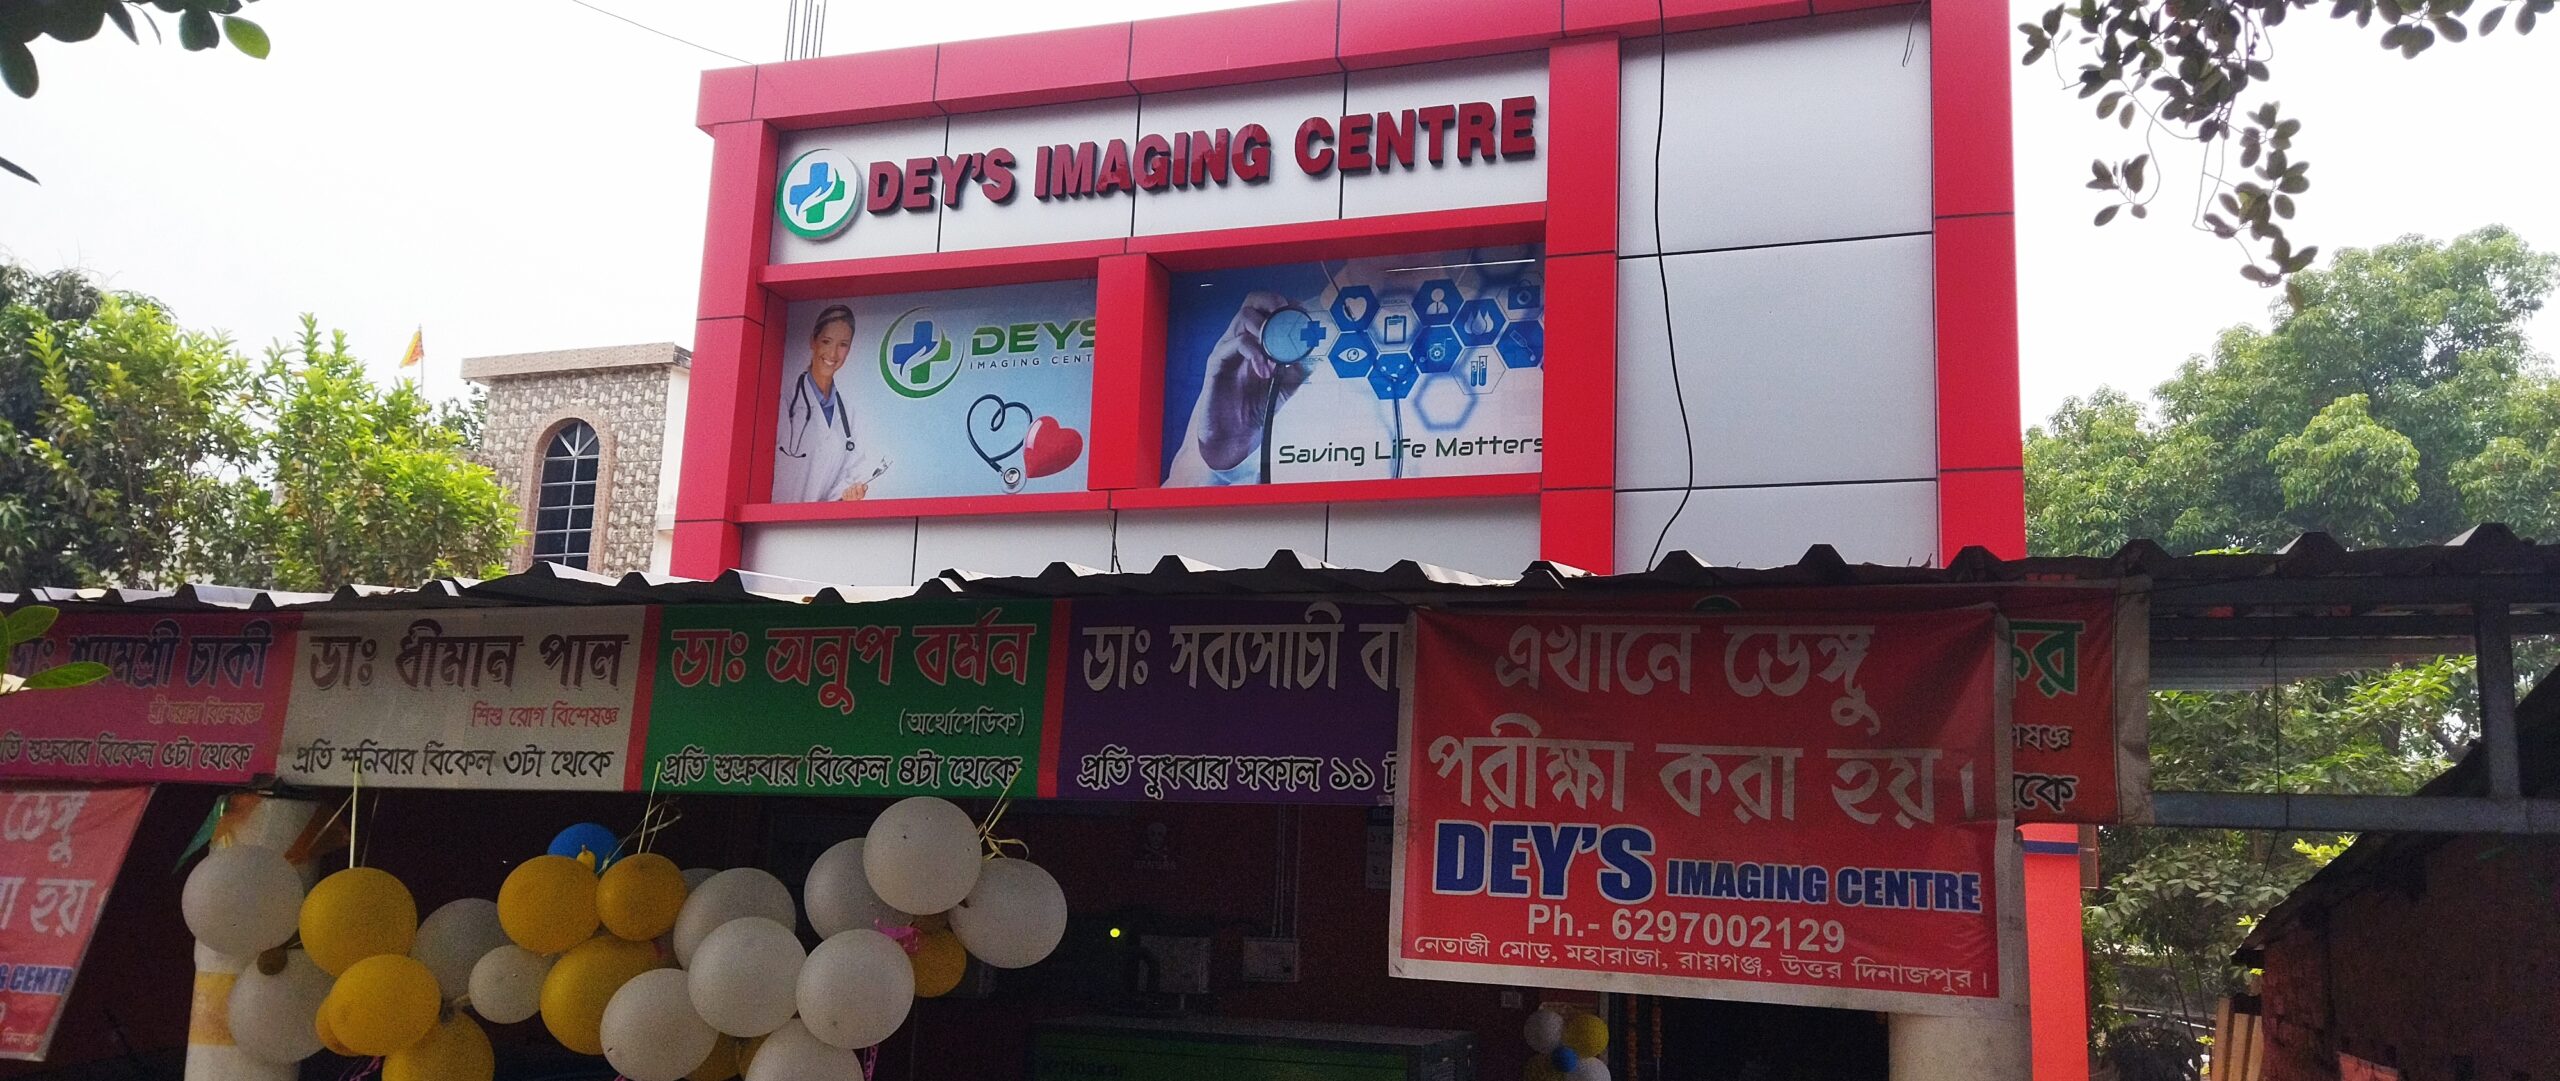 DEY'S IMAGING CENTRE
DEYS
IMAGING CENT
Saving Life Matters
ডাঃ শ্যামশ্রী চাকী
স্ত্রী রোগ বিশেষজ্ঞ
প্রতি শুক্রবার বিকেল ৫টা থেকে
ডাঃ ধীমান পাল
শিশু রোগ বিশেষজ্ঞ
প্রতি শনিবার বিকেল ৩টা থেকে
ডাঃ অনুপ বর্মন
(অর্থোপেডিক)
প্রতি শুক্রবার বিকেল ৪টা থেকে
ডাঃ সব্যসাচী
প্রতি বুধবার সকাল ১১
এখানে ডেঙ্গু
পরীক্ষা করা হয়।
DEY'S IMAGING CENTRE
Ph.- 6297002129
নেতাজী মোড়, মহারাজা, রায়গঞ্জ, উত্তর দিনাজপুর।
ডেঙ্গু
হয়।